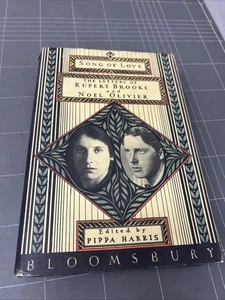 SONG OF LOVE
THE LETTERS OF
RUPERT BROOKE
and
NOEL OLIVIER
Edited by
PIPPA HARRIS
BLOOMSBURY